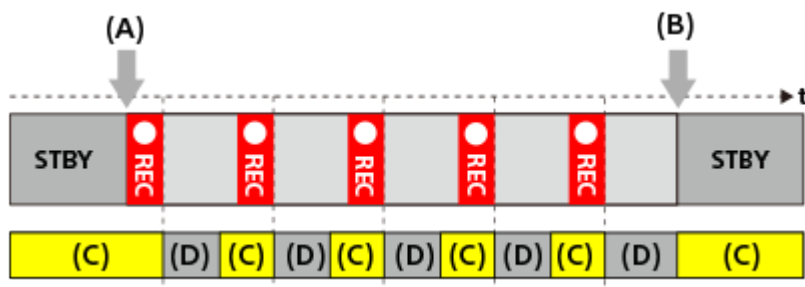 (A) (B)
t
STBY REC REC REC REC REC STBY
(C) (D) (C) (D) (C) (D) (C) (D) (C) (D) (C)